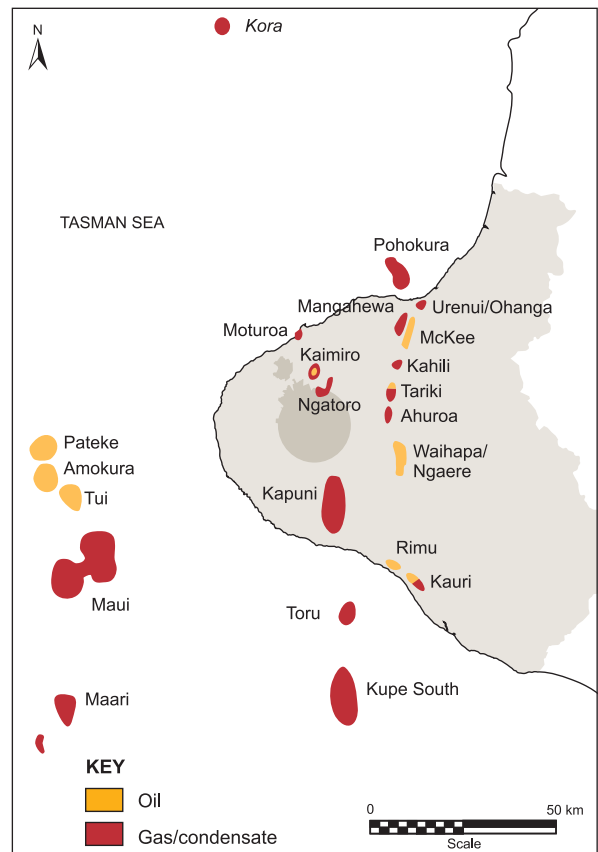 Kora
N
TASMAN SEA
Pohokura
Mangahewa
Urenui/Ohanga
Moturoa
McKee
Kaimiro
Kahili
Tariki
Ngatoro
Ahuroa
Pateke
Waihapa/
Ngaere
Amokura
Tui
Kapuni
Rimu
Kauri
Maui
Toru
Kupe South
Maari
KEY
Oil
Gas/condensate
0
50 km
Scale